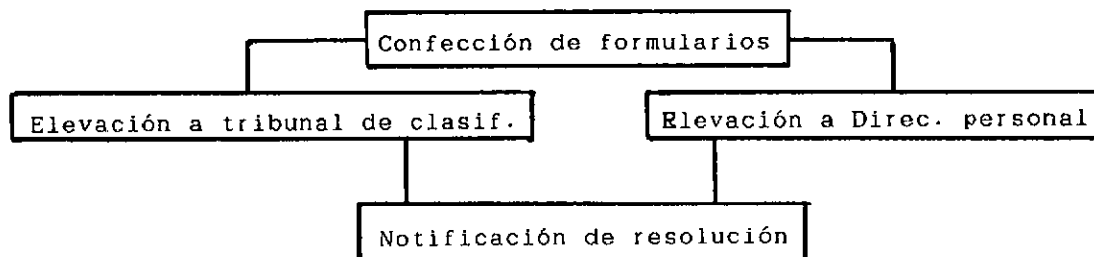 Confección de formularios
Elevación a tribunal de clasif.
Elevación a Direc. personal
Notificación de resolución